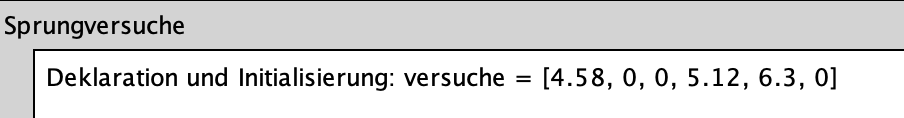 Sprungversuche
Deklaration und Initialisierung: versuche = [4.58, 0, 0, 5.12, 6.3, 0]